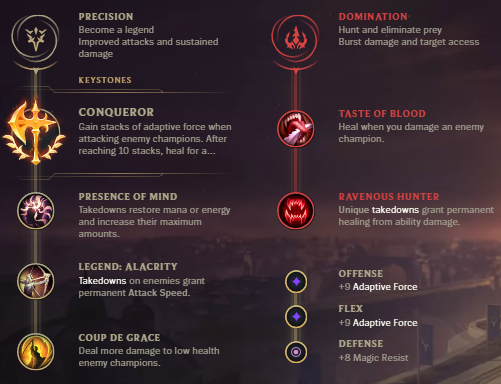 PRECISION
Become a legend
Improved attacks and sustained
damage
KEYSTONES
CONQUEROR
Gain stacks of adaptive force when
attacking enemy champions. After
reaching 10 stacks, heal for a...
PRESENCE OF MIND
Takedowns restore mana or energy
and increase their maximum
amounts.
LEGEND: ALACRITY
Takedowns on enemies grant
permanent Attack Speed.
COUP DE GRACE
Deal more damage to low health
enemy champions.
DOMINATION
Hunt and eliminate prey
Burst damage and target access
TASTE OF BLOOD
Heal when you damage an enemy
champion.
RAVENOUS HUNTER
Unique takedowns grant permanent
healing from ability damage.
OFFENSE
+9 Adaptive Force
FLEX
+9 Adaptive Force
DEFENSE
+8 Magic Resist